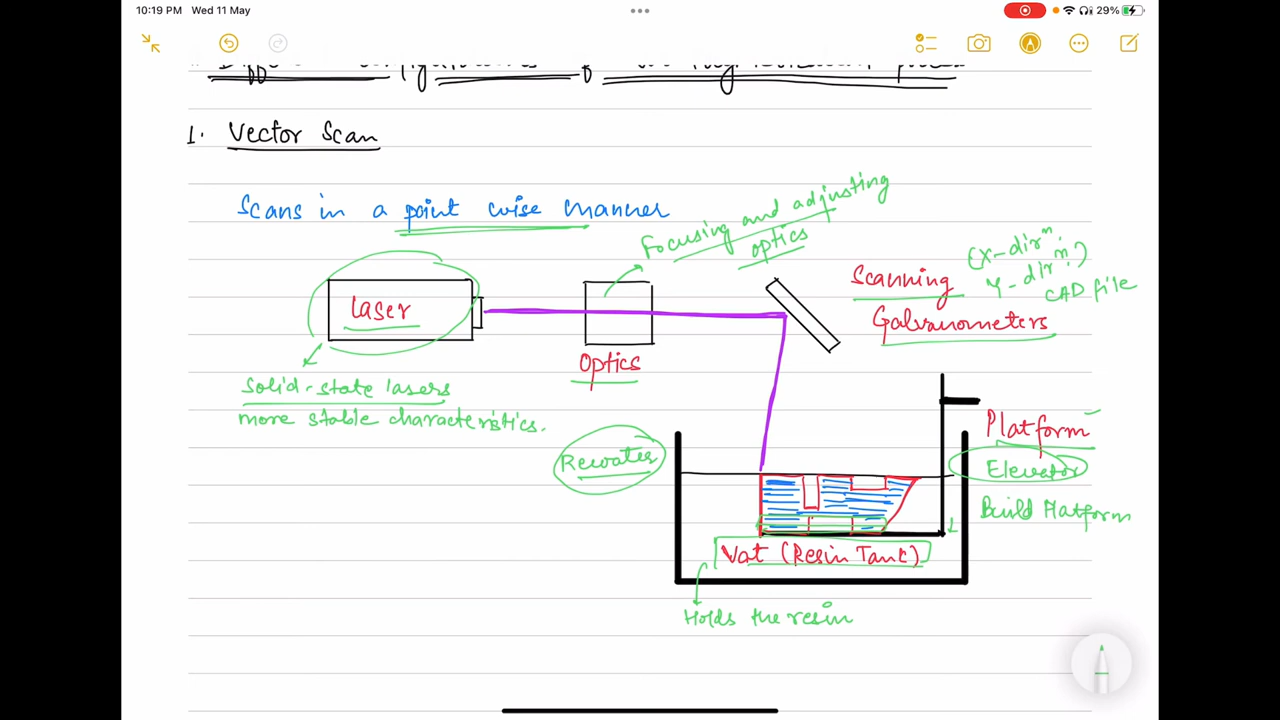 10:19 PM Wed 11 May
29%
1. Vector Scan
Scans in a point wise manner
Focusing and adjusting
optics
Laser
Optics
Scanning
Galvanometers
(X-dirⁿ
Y-dirⁿ)
CAD file
Solid-state lasers
more stable characteristics.
Platform
Elevator
Build Platform
Vat (Resin Tank)
Holds the resin